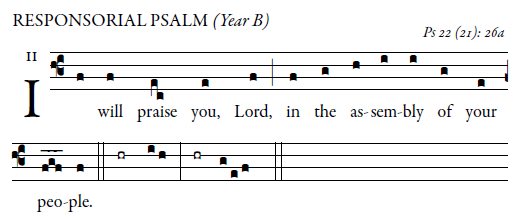 RESPONSORIAL PSALM (Year B)
Ps 22 (21): 26a
II
I will praise you, Lord, in the as-sem-bly of your
peo-ple.